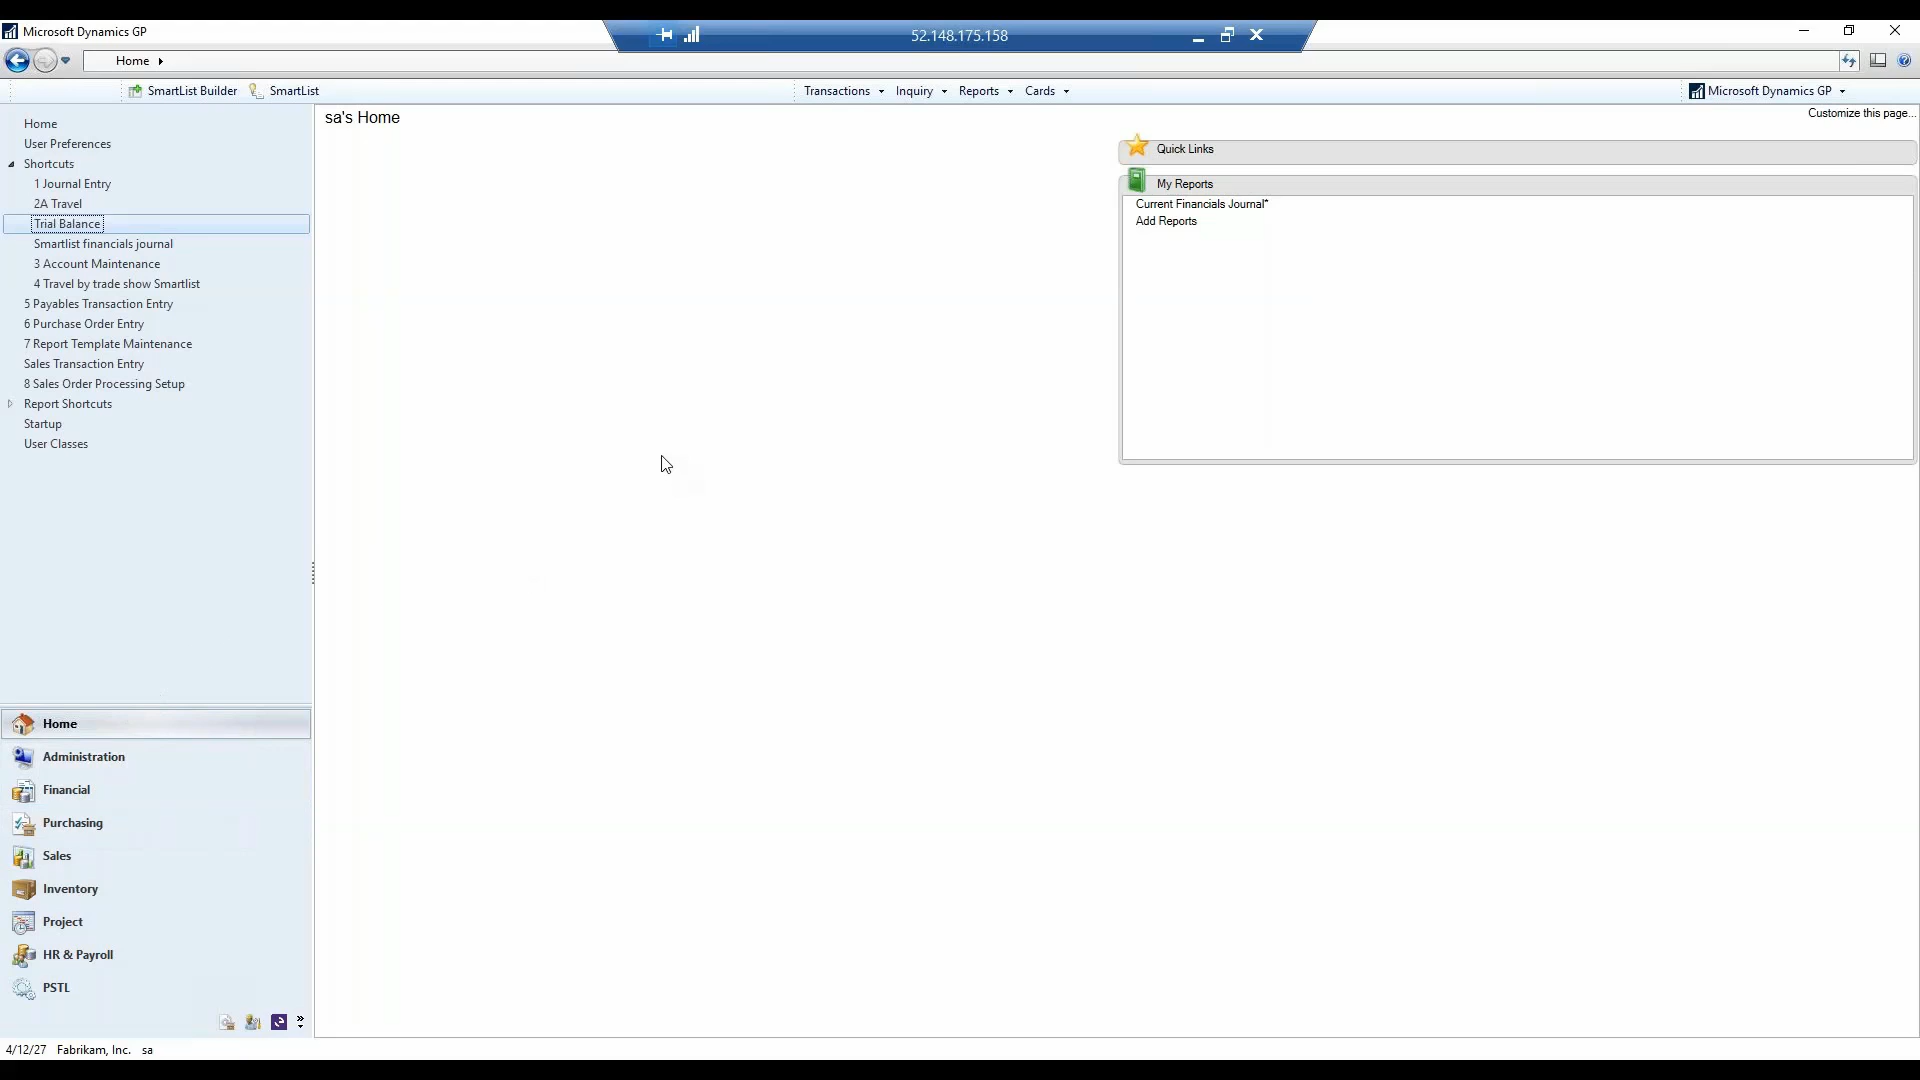 Microsoft Dynamics GP
52.148.175.158
Home
SmartList Builder
SmartList
Transactions
Inquiry
Reports
Cards
Microsoft Dynamics GP
Home
User Preferences
Shortcuts
1 Journal Entry
2A Travel
Trial Balance
Smartlist financials journal
3 Account Maintenance
4 Travel by trade show Smartlist
5 Payables Transaction Entry
6 Purchase Order Entry
7 Report Template Maintenance
Sales Transaction Entry
8 Sales Order Processing Setup
Report Shortcuts
Startup
User Classes
sa's Home
Customize this page...
Quick Links
My Reports
Current Financials Journal*
Add Reports
Home
Administration
Financial
Purchasing
Sales
Inventory
Project
HR & Payroll
PSTL
4/12/27 Fabrikam, Inc. sa